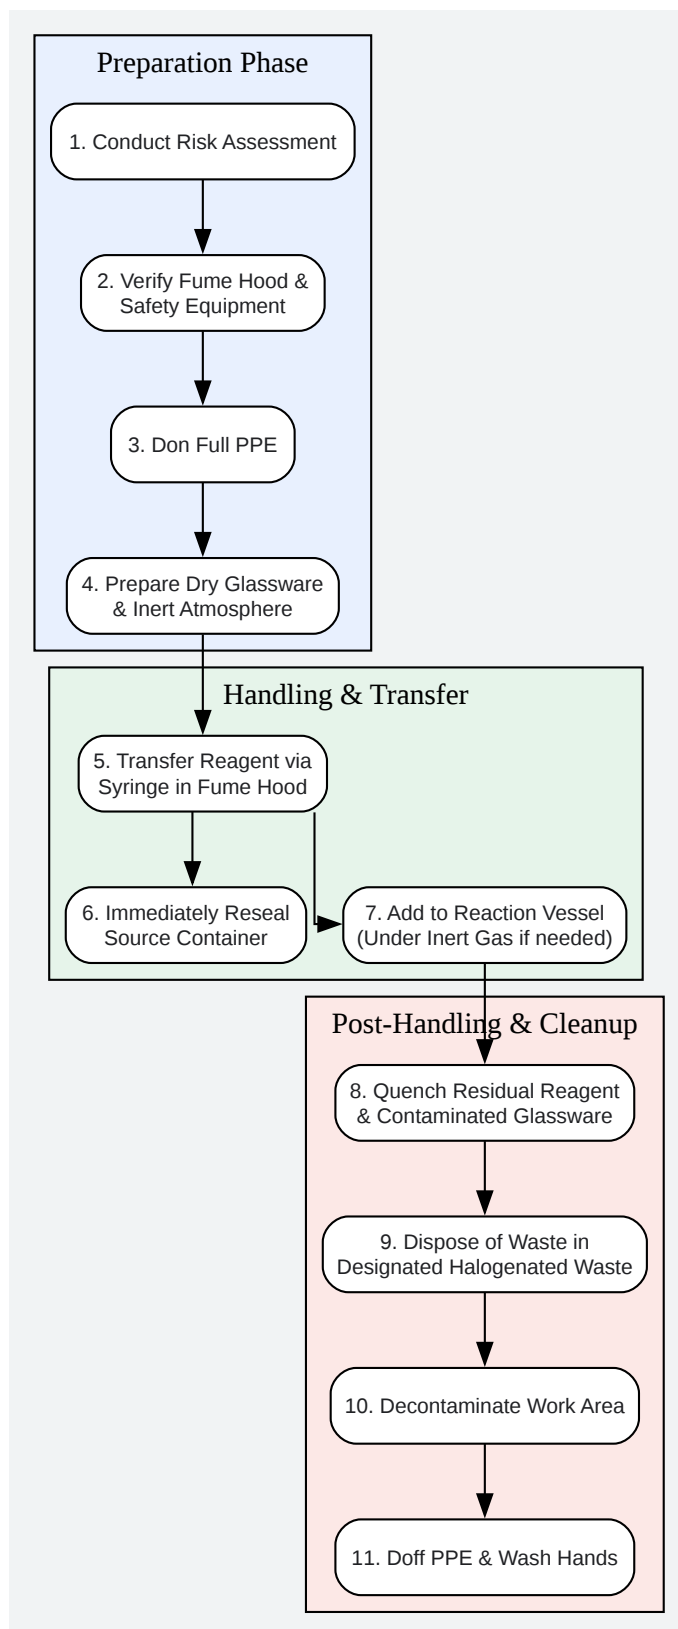 Preparation Phase
1. Conduct Risk Assessment
2. Verify Fume Hood &
Safety Equipment
3. Don Full PPE
4. Prepare Dry Glassware
& Inert Atmosphere
Handling & Transfer
5. Transfer Reagent via
Syringe in Fume Hood
6. Immediately Reseal
Source Container
7. Add to Reaction Vessel
(Under Inert Gas if needed)
Post-Handling & Cleanup
8. Quench Residual Reagent
& Contaminated Glassware
9. Dispose of Waste in
Designated Halogenated Waste
10. Decontaminate Work Area
11. Doff PPE & Wash Hands